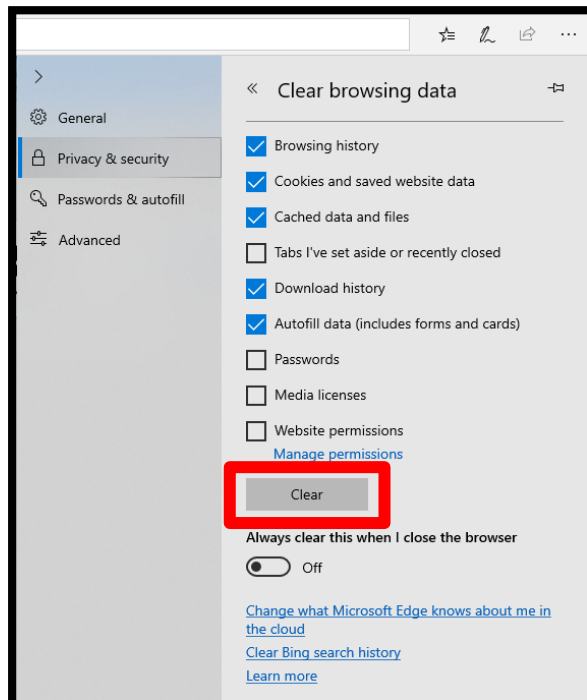 Clear browsing data
General
Privacy & security
Passwords & autofill
Advanced
Browsing history
Cookies and saved website data
Cached data and files
Tabs I've set aside or recently closed
Download history
Autofill data (includes forms and cards)
Passwords
Media licenses
Website permissions
Manage permissions
Clear
Always clear this when I close the browser
Off
Change what Microsoft Edge knows about me in
the cloud
Clear Bing search history
Learn more